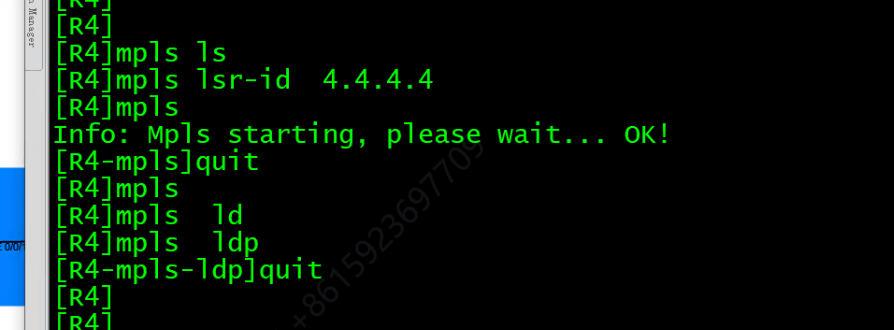 [R4]
[R4]
[R4]mpls ls
[R4]mpls lsr-id  4.4.4.4
[R4]mpls
Info: Mpls starting, please wait... OK!
[R4-mpls]quit
[R4]mpls
[R4]mpls  ld
[R4]mpls  ldp
[R4-mpls-ldp]quit
[R4]
[R4]
n Manager
+8615923697709